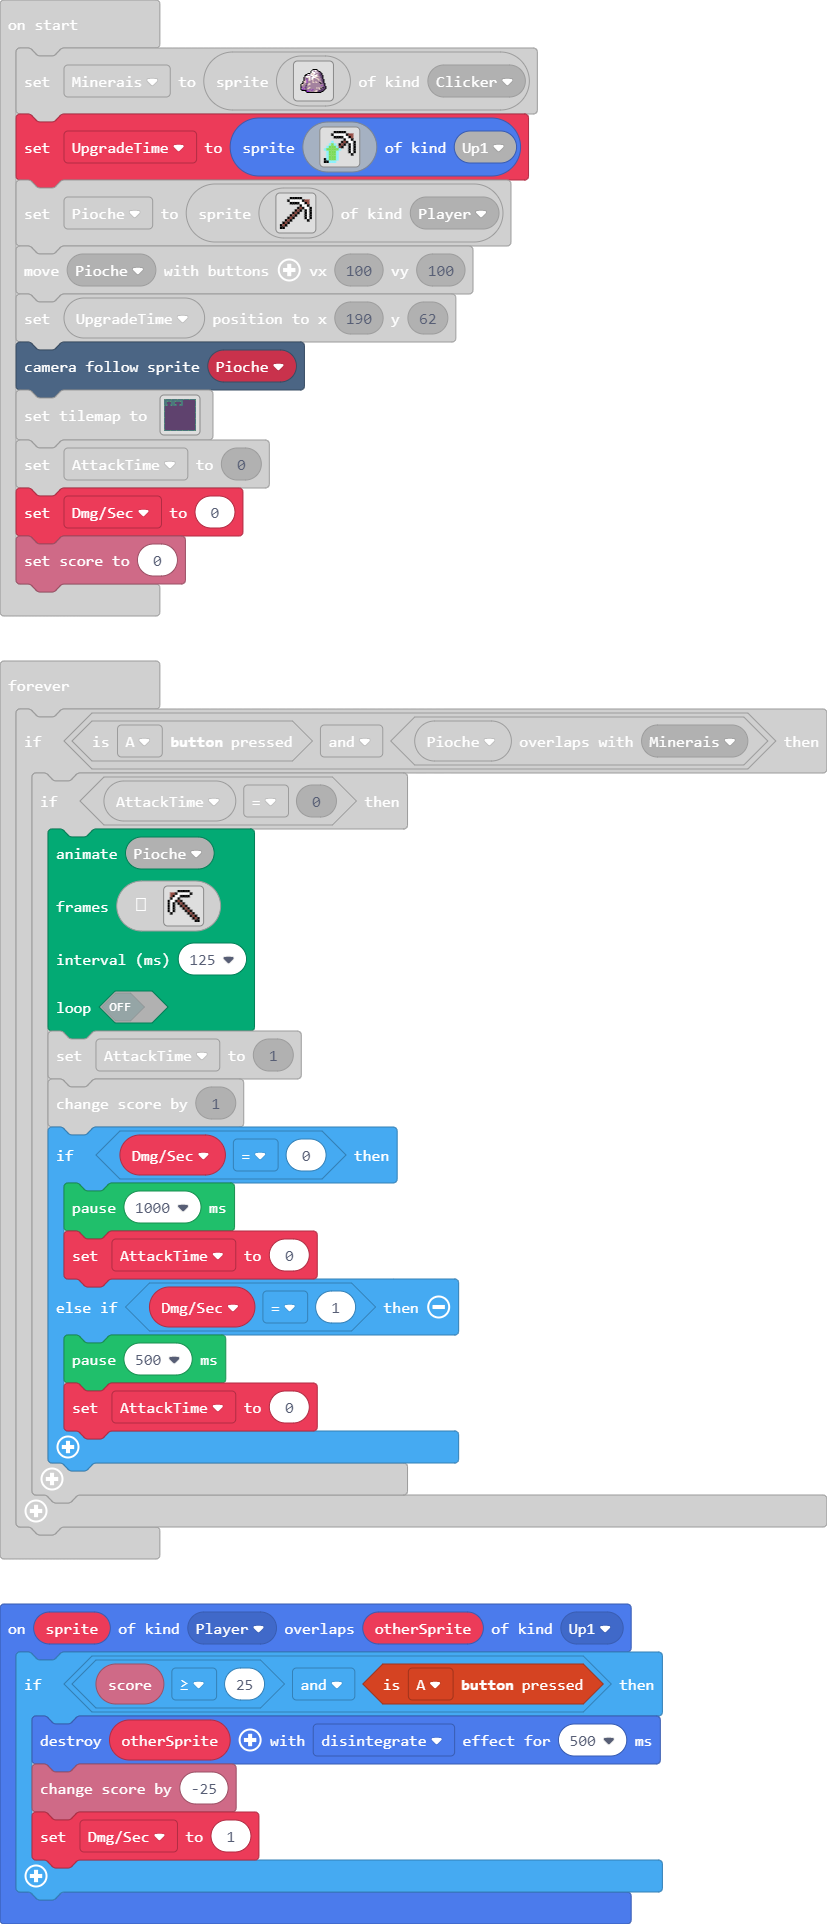 on start
set Minerais to sprite of kind Clicker
set UpgradeTime to sprite of kind Up1
set Pioche to sprite of kind Player
move Pioche with buttons vx 100 vy 100
set UpgradeTime position to x 190 y 62
camera follow sprite Pioche
set tilemap to
set AttackTime to 0
set Dmg/Sec to 0
set score to 0
forever
if is A button pressed and Pioche overlaps with Minerais then
if AttackTime = 0 then
animate Pioche
frames
interval (ms) 125
loop OFF
set AttackTime to 1
change score by 1
if Dmg/Sec = 0 then
pause 1000 ms
set AttackTime to 0
else if Dmg/Sec = 1 then
pause 500 ms
set AttackTime to 0
on sprite of kind Player overlaps otherSprite of kind Up1
if score ≥ 25 and is A button pressed then
destroy otherSprite with disintegrate effect for 500 ms
change score by -25
set Dmg/Sec to 1